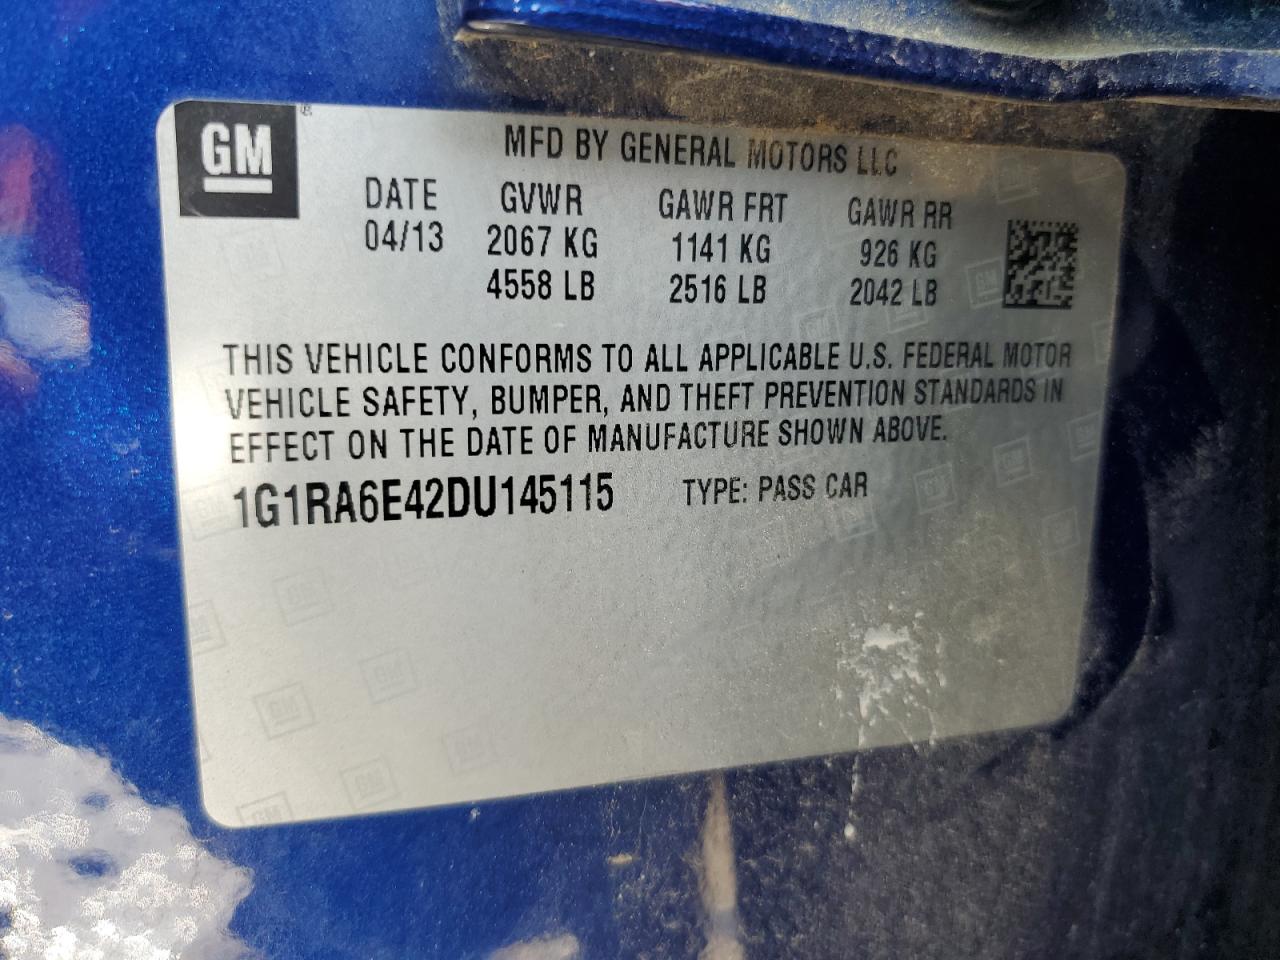 GM
MFD BY GENERAL MOTORS LLC
DATE GVWR GAWR FRT GAWR RR
04/13 2067 KG 1141 KG 926 KG
4558 LB 2516 LB 2042 LB
THIS VEHICLE CONFORMS TO ALL APPLICABLE U.S. FEDERAL MOTOR
VEHICLE SAFETY, BUMPER, AND THEFT PREVENTION STANDARDS IN
EFFECT ON THE DATE OF MANUFACTURE SHOWN ABOVE.
1G1RA6E42DU145115 TYPE: PASS CAR